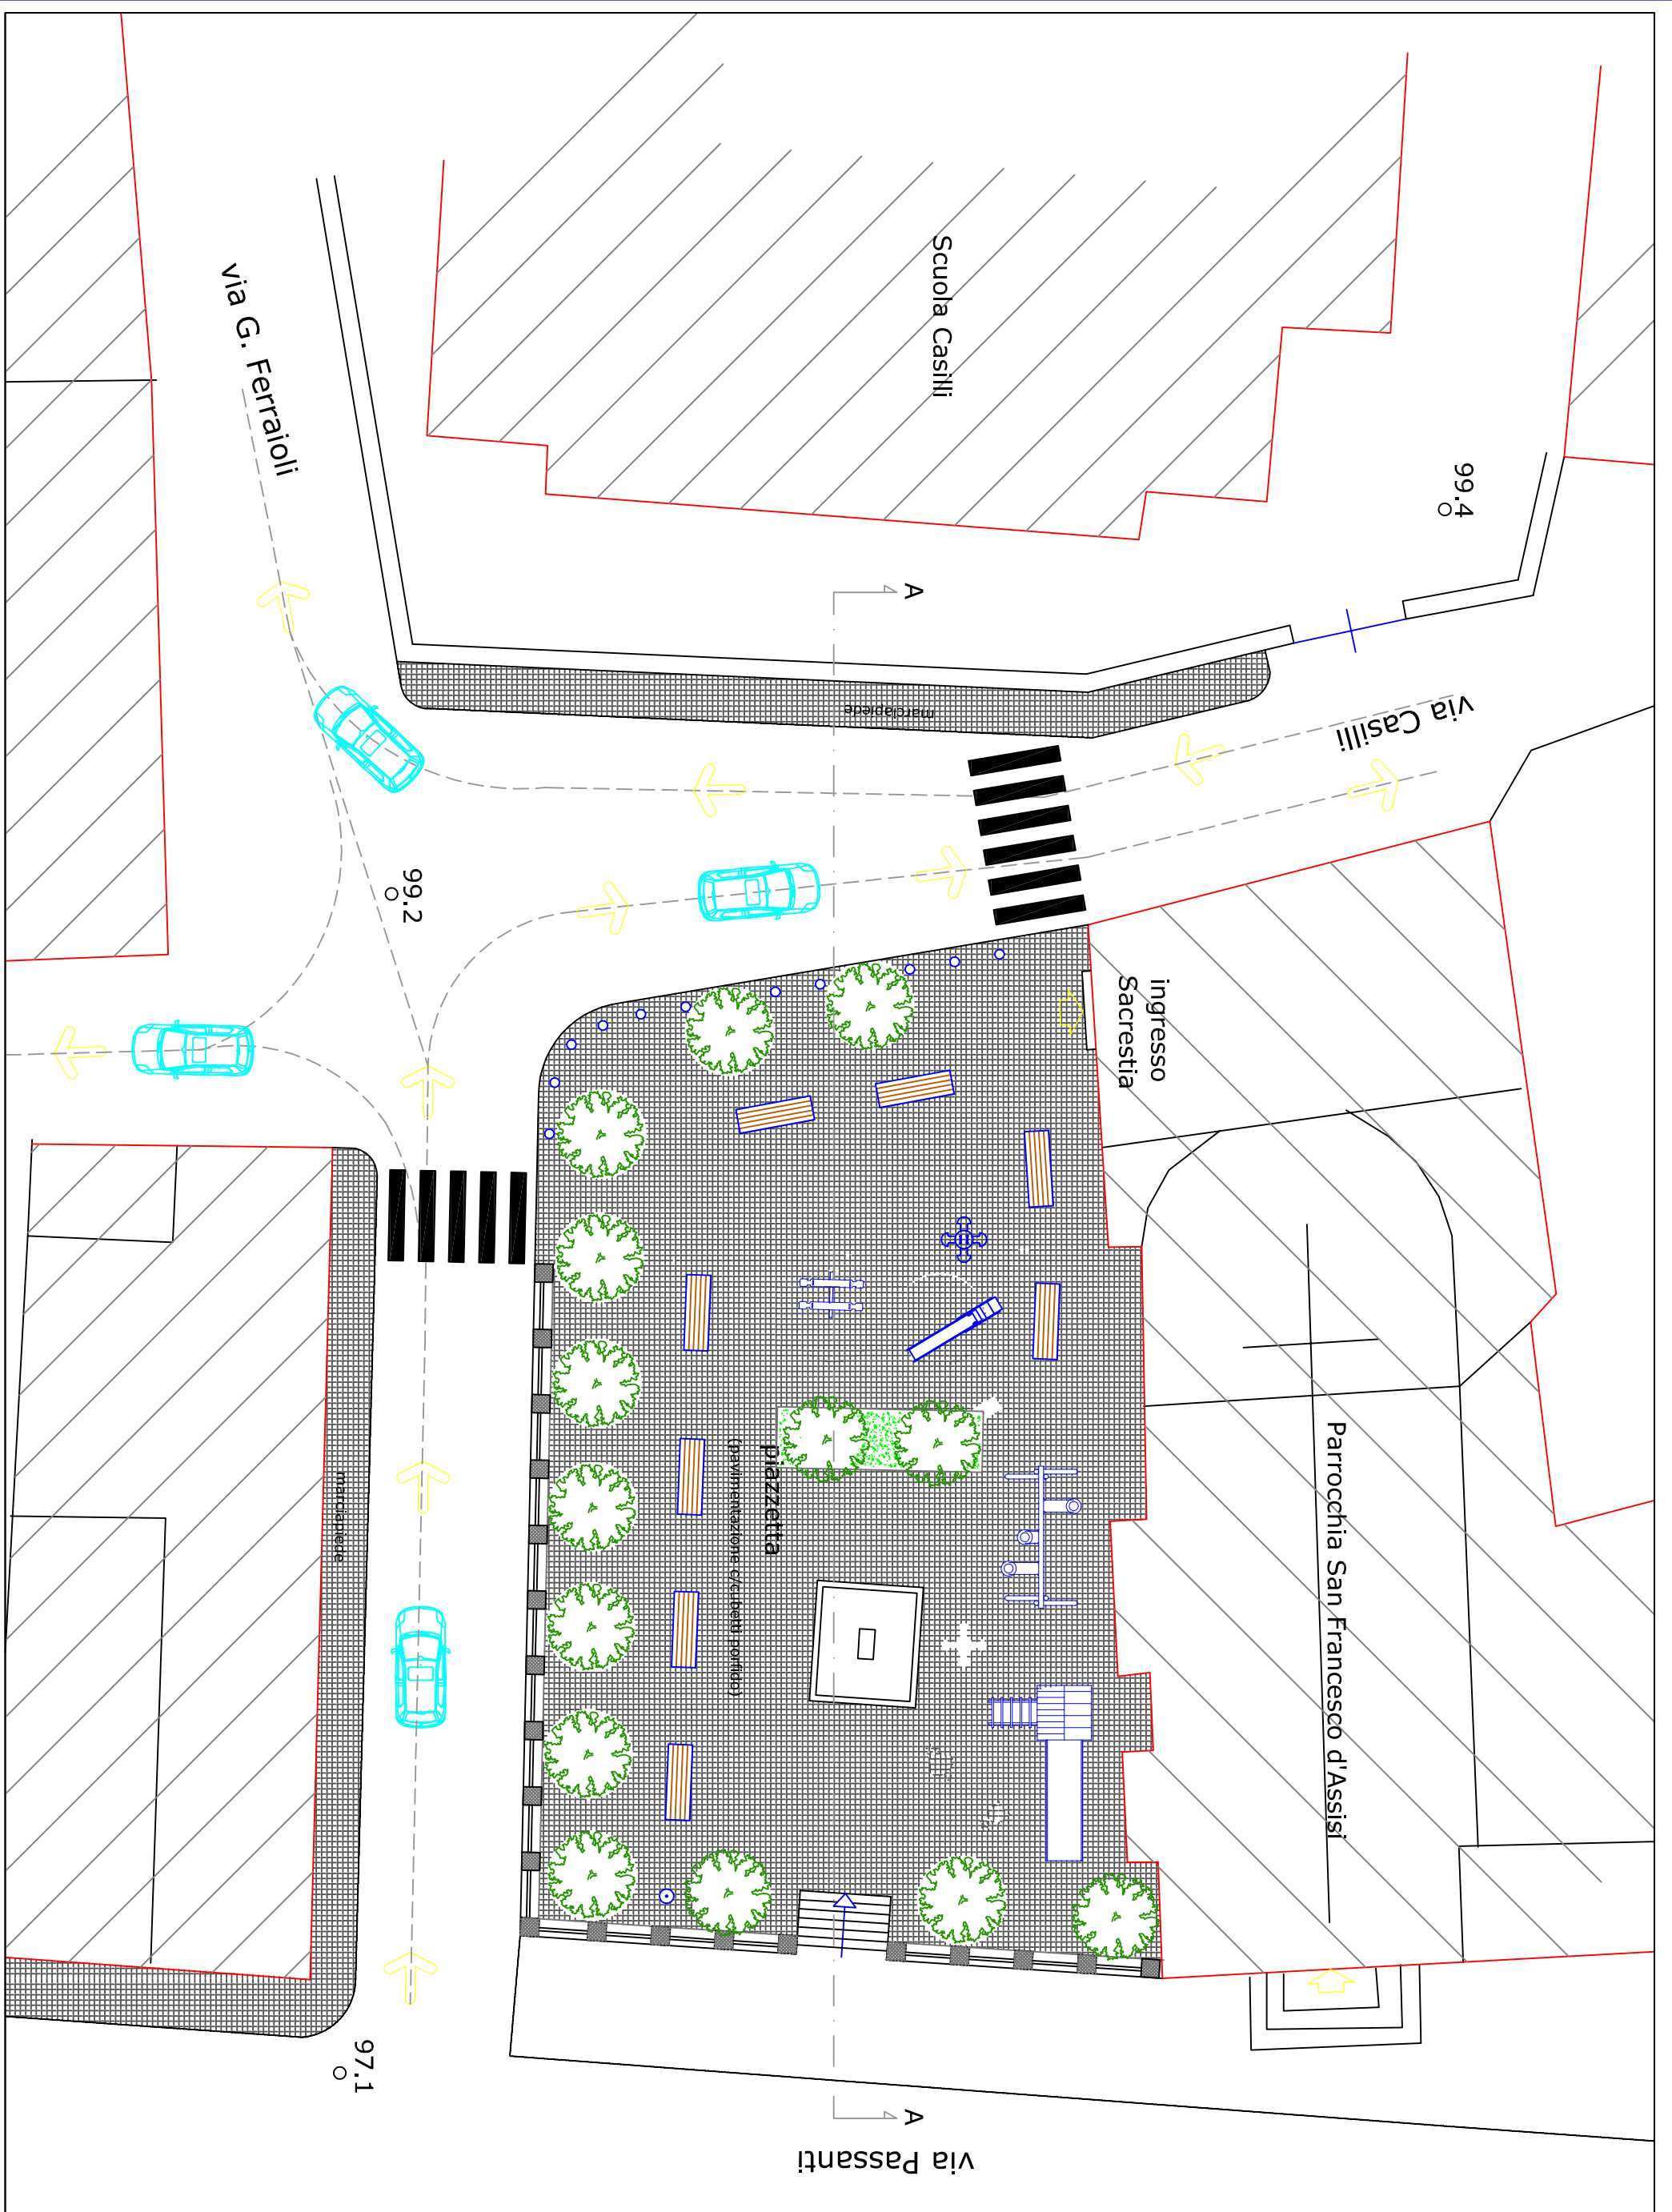 via G. Ferraioli
Scuola Casilli
99.4
A
marciapiede
via Casilli
99.2
ingresso
Sacrestia
piazzetta
(pavimentazione c/c.betti porfido)
marciapiede
Parrocchia San Francesco d'Assisi
97.1
A
via Passanti